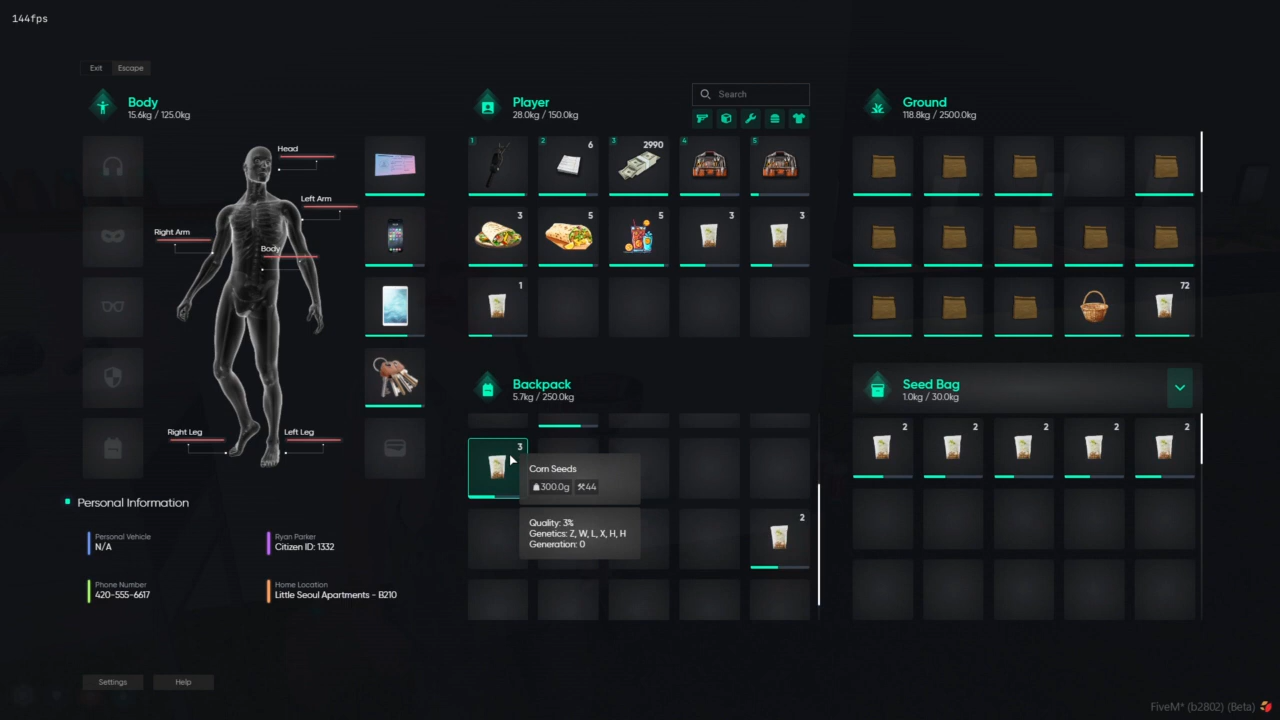 144fps
Exit Escape
Body
15.6kg / 125.0kg
Head
Left Arm
Right Arm
Body
Right Leg
Left Leg
Personal Information
Personal Vehicle
N/A
Ryan Parker
Citizen ID: 1332
Phone Number
420-555-6617
Home Location
Little Seoul Apartments - B210
Settings Help
Player
28.0kg / 150.0kg
Search
1 2 6 3 2990 4 5
3 5 5 3 3
1
Backpack
5.7kg / 250.0kg
3
Corn Seeds
300.0g 44
Quality: 3%
Genetics: Z, W, L, X, H, H
Generation: 0
2
Ground
118.8kg / 2500.0kg
72
Seed Bag
1.0kg / 30.0kg
2 2 2 2 2
FiveM* (b2802) (Beta)